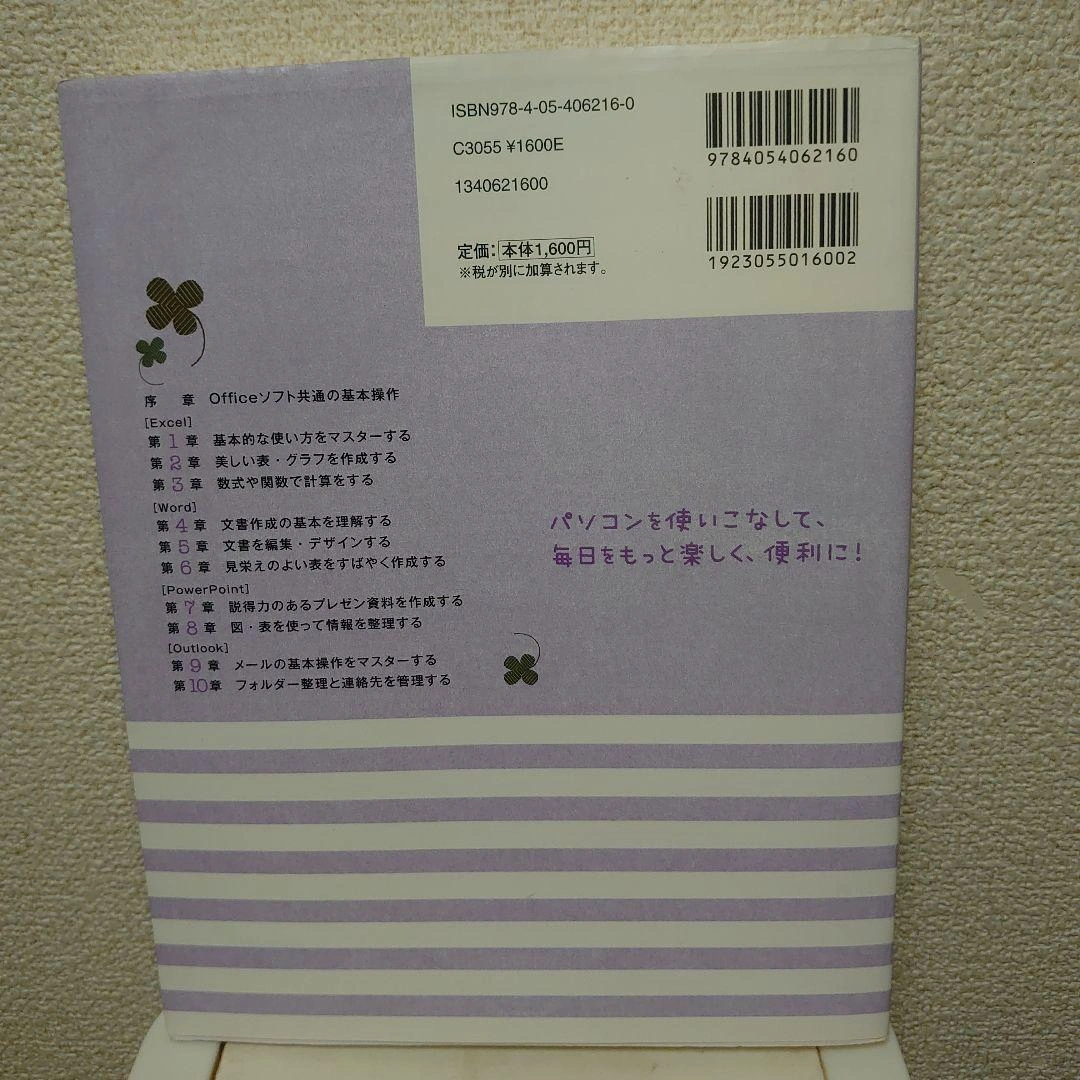 ISBN978-4-05-406216-0
C3055 ¥1600E
1340621600
定価：本体1,600円
※税が別に加算されます。
9784054062160
1923055016002
序 章 Officeソフト共通の基本操作
[Excel]
第1章 基本的な使い方をマスターする
第2章 美しい表・グラフを作成する
第3章 数式や関数で計算をする
[Word]
第4章 文書作成の基本を理解する
第5章 文書を編集・デザインする
第6章 見栄えのよい表をすばやく作成する
[PowerPoint]
第7章 説得力のあるプレゼン資料を作成する
第8章 図・表を使って情報を整理する
[Outlook]
第9章 メールの基本操作をマスターする
第10章 フォルダー整理と連絡先を管理する
パソコンを使いこなして、
毎日をもっと楽しく、便利に！